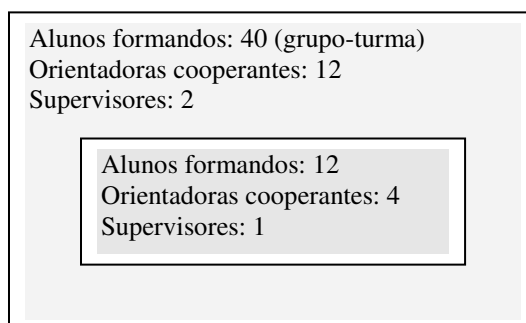 Alunos formandos: 40 (grupo-turma)
Orientadoras cooperantes: 12
Supervisores: 2
Alunos formandos: 12
Orientadoras cooperantes: 4
Supervisores: 1